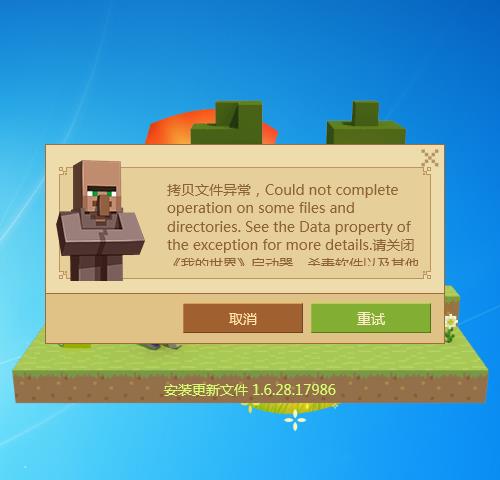 拷贝文件异常，Could not complete
operation on some files and
directories. See the Data property of
the exception for more details.请关闭
《我的世界》启动器、杀毒软件以及其他
取消
重试
安装更新文件 1.6.28.17986